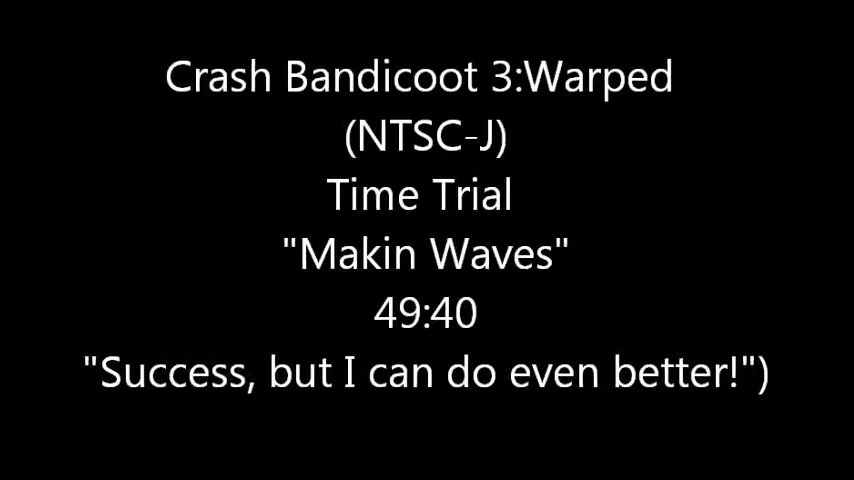 Crash Bandicoot 3:Warped
(NTSC-J)
Time Trial
"Makin Waves"
49:40
"Success, but I can do even better!")